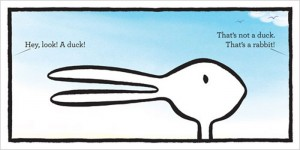 Hey, look! A duck!
That's not a duck.
That's a rabbit!